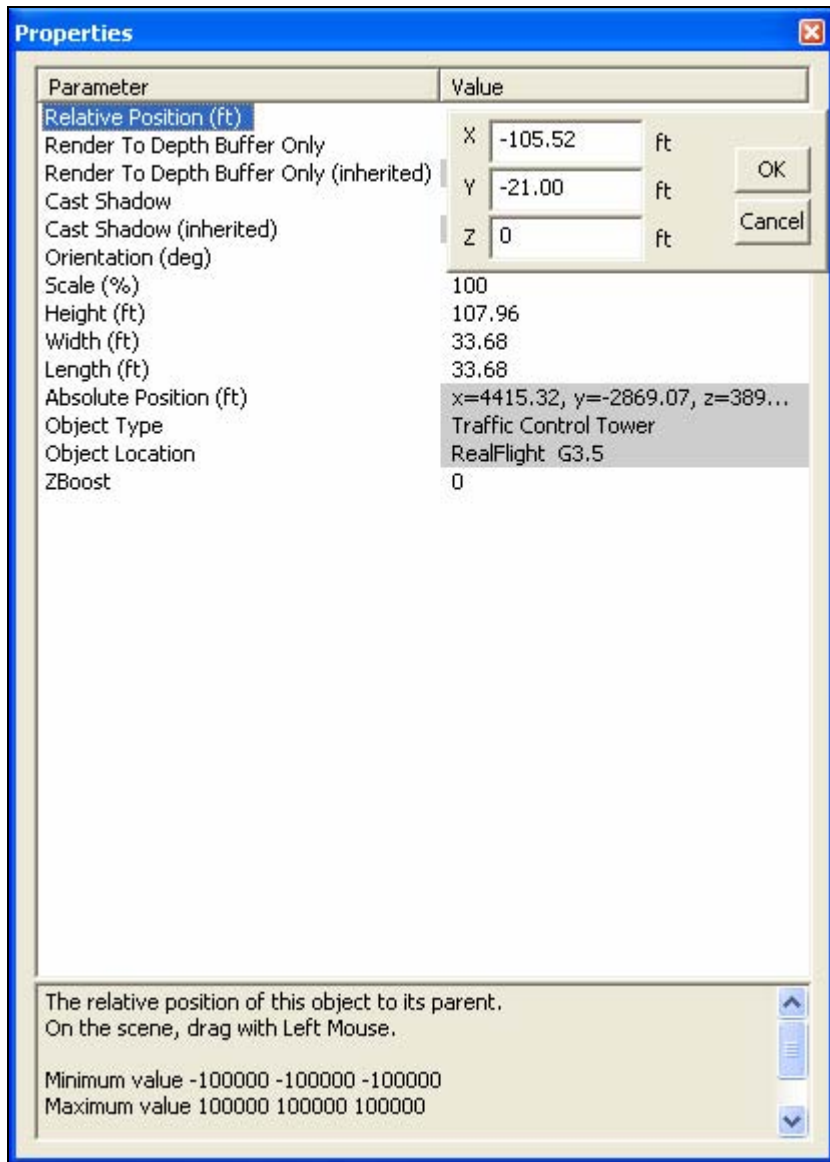 Properties
Parameter Value
Relative Position (ft)
X -105.52 ft
Render To Depth Buffer Only
OK
Render To Depth Buffer Only (inherited)
Y -21.00 ft
Cast Shadow
Cancel
Cast Shadow (inherited)
Z 0 ft
Orientation (deg)
Scale (%) 100
Height (ft) 107.96
Width (ft) 33.68
Length (ft) 33.68
Absolute Position (ft) x=4415.32, y=-2869.07, z=389...
Object Type Traffic Control Tower
Object Location RealFlight G3.5
ZBoost 0
The relative position of this object to its parent.
On the scene, drag with Left Mouse.
Minimum value -100000 -100000 -100000
Maximum value 100000 100000 100000